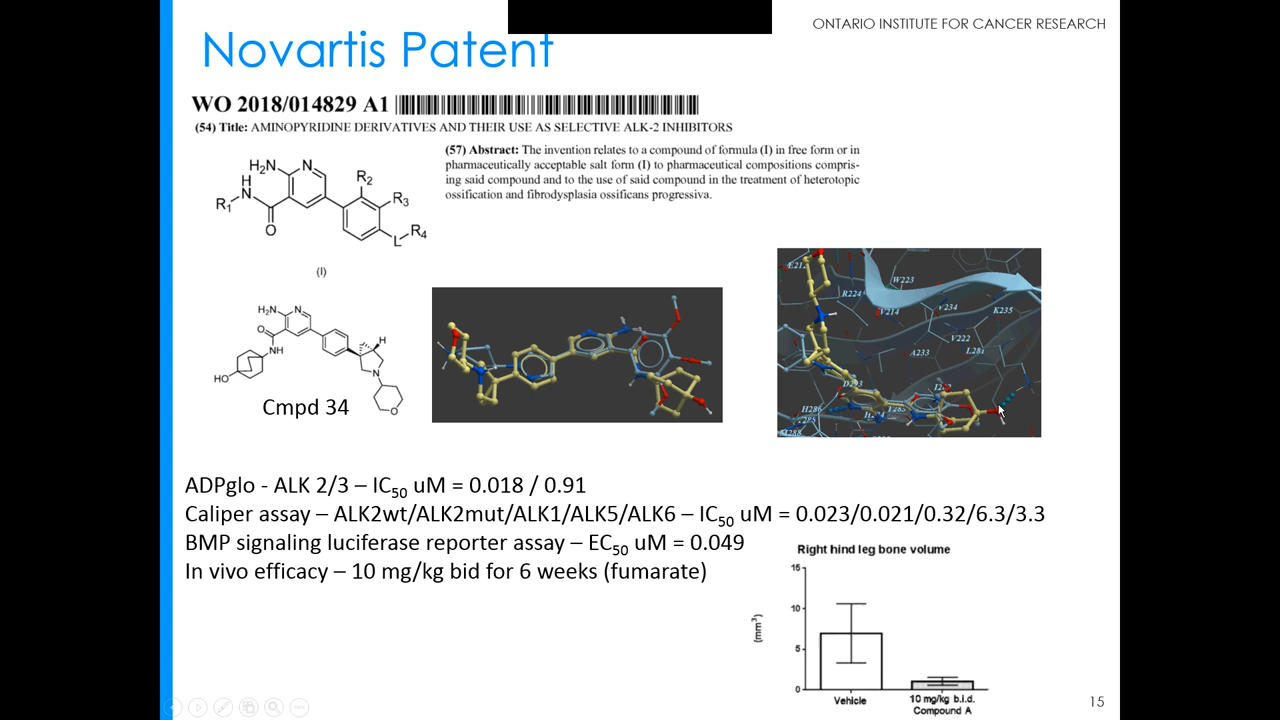 ONTARIO INSTITUTE FOR CANCER RESEARCH
Novartis Patent
WO 2018/014829 A1
(54) Title: AMINOPYRIDINE DERIVATIVES AND THEIR USE AS SELECTIVE ALK-2 INHIBITORS
(57) Abstract: The invention relates to a compound of formula (I) in free form or in
pharmaceutically acceptable salt form (I) to pharmaceutical compositions compris-
ing said compound and to the use of said compound in the treatment of heterotopic
ossification and fibrodysplasia ossificans progressiva.
H2N N
H
N
R1
O
R2
R3
R4
L
(I)
H2N N
O
NH
HO
H
N
O
Cmpd 34
W223
R224
V214
V234
K235
V222
A233
L281
D293
H286
ADPglo - ALK 2/3 – IC50 uM = 0.018 / 0.91
Caliper assay – ALK2wt/ALK2mut/ALK1/ALK5/ALK6 – IC50 uM = 0.023/0.021/0.32/6.3/3.3
BMP signaling luciferase reporter assay – EC50 uM = 0.049
In vivo efficacy – 10 mg/kg bid for 6 weeks (fumarate)
Right hind leg bone volume
15
10
5
0
(mm3)
Vehicle
10 mg/kg b.i.d.
Compound A
15